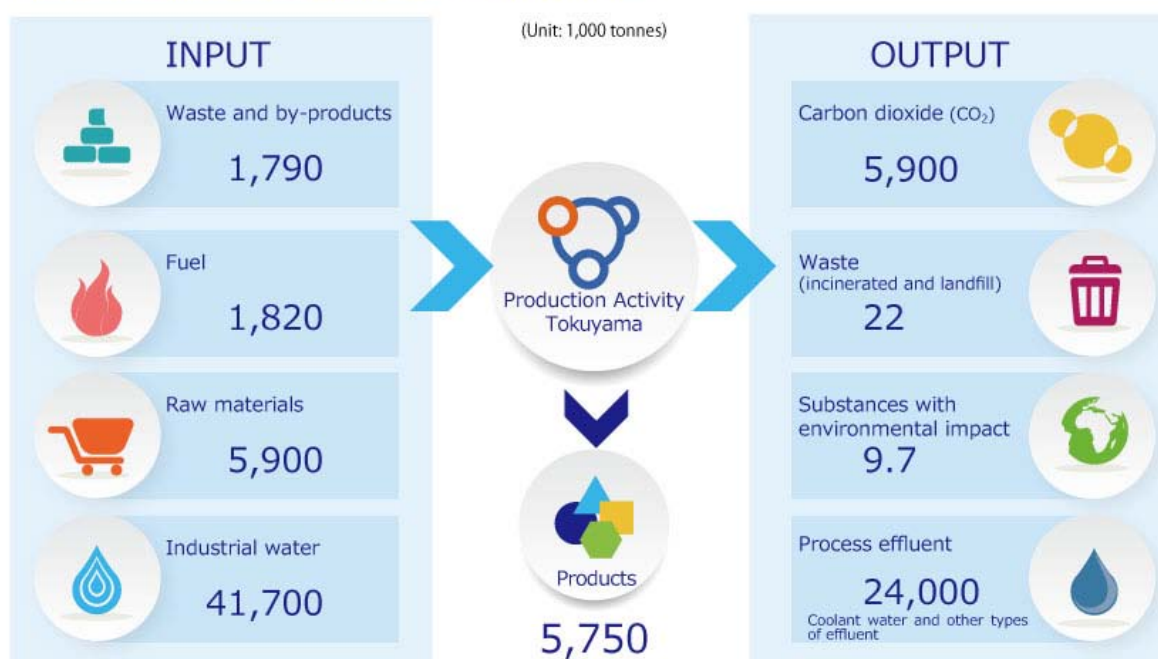 (Unit: 1,000 tonnes)
INPUT
Waste and by-products
1,790
Fuel
1,820
Raw materials
5,900
Industrial water
41,700
Production Activity
Tokuyama
Products
5,750
OUTPUT
Carbon dioxide (CO₂)
5,900
Waste
(incinerated and landfill)
22
Substances with
environmental impact
9.7
Process effluent
24,000
Coolant water and other types
of effluent